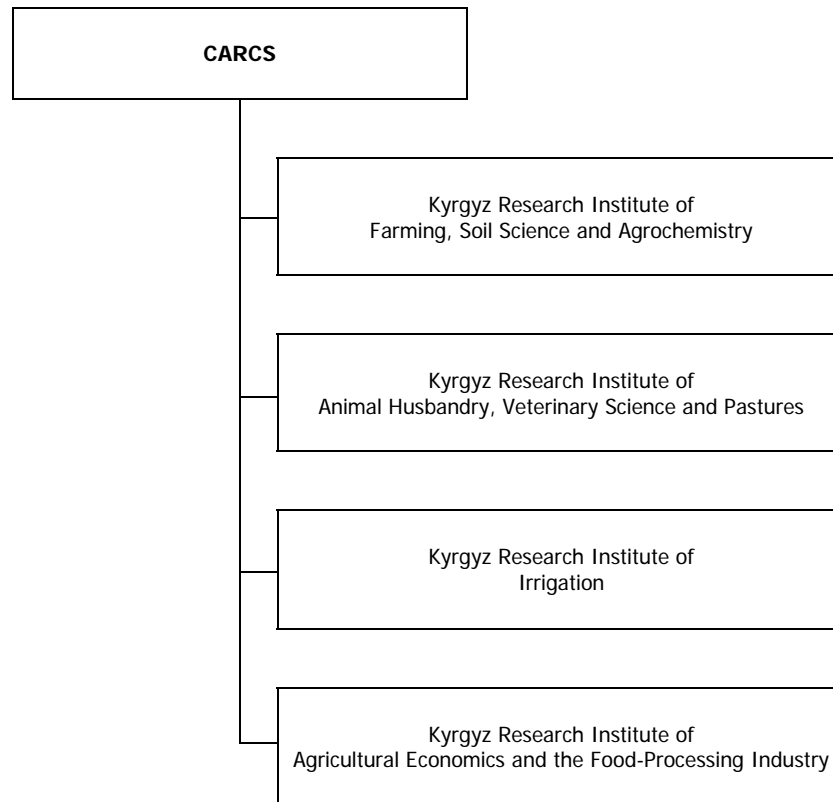 CARCS
Kyrgyz Research Institute of
Farming, Soil Science and Agrochemistry
Kyrgyz Research Institute of
Animal Husbandry, Veterinary Science and Pastures
Kyrgyz Research Institute of
Irrigation
Kyrgyz Research Institute of
Agricultural Economics and the Food-Processing Industry